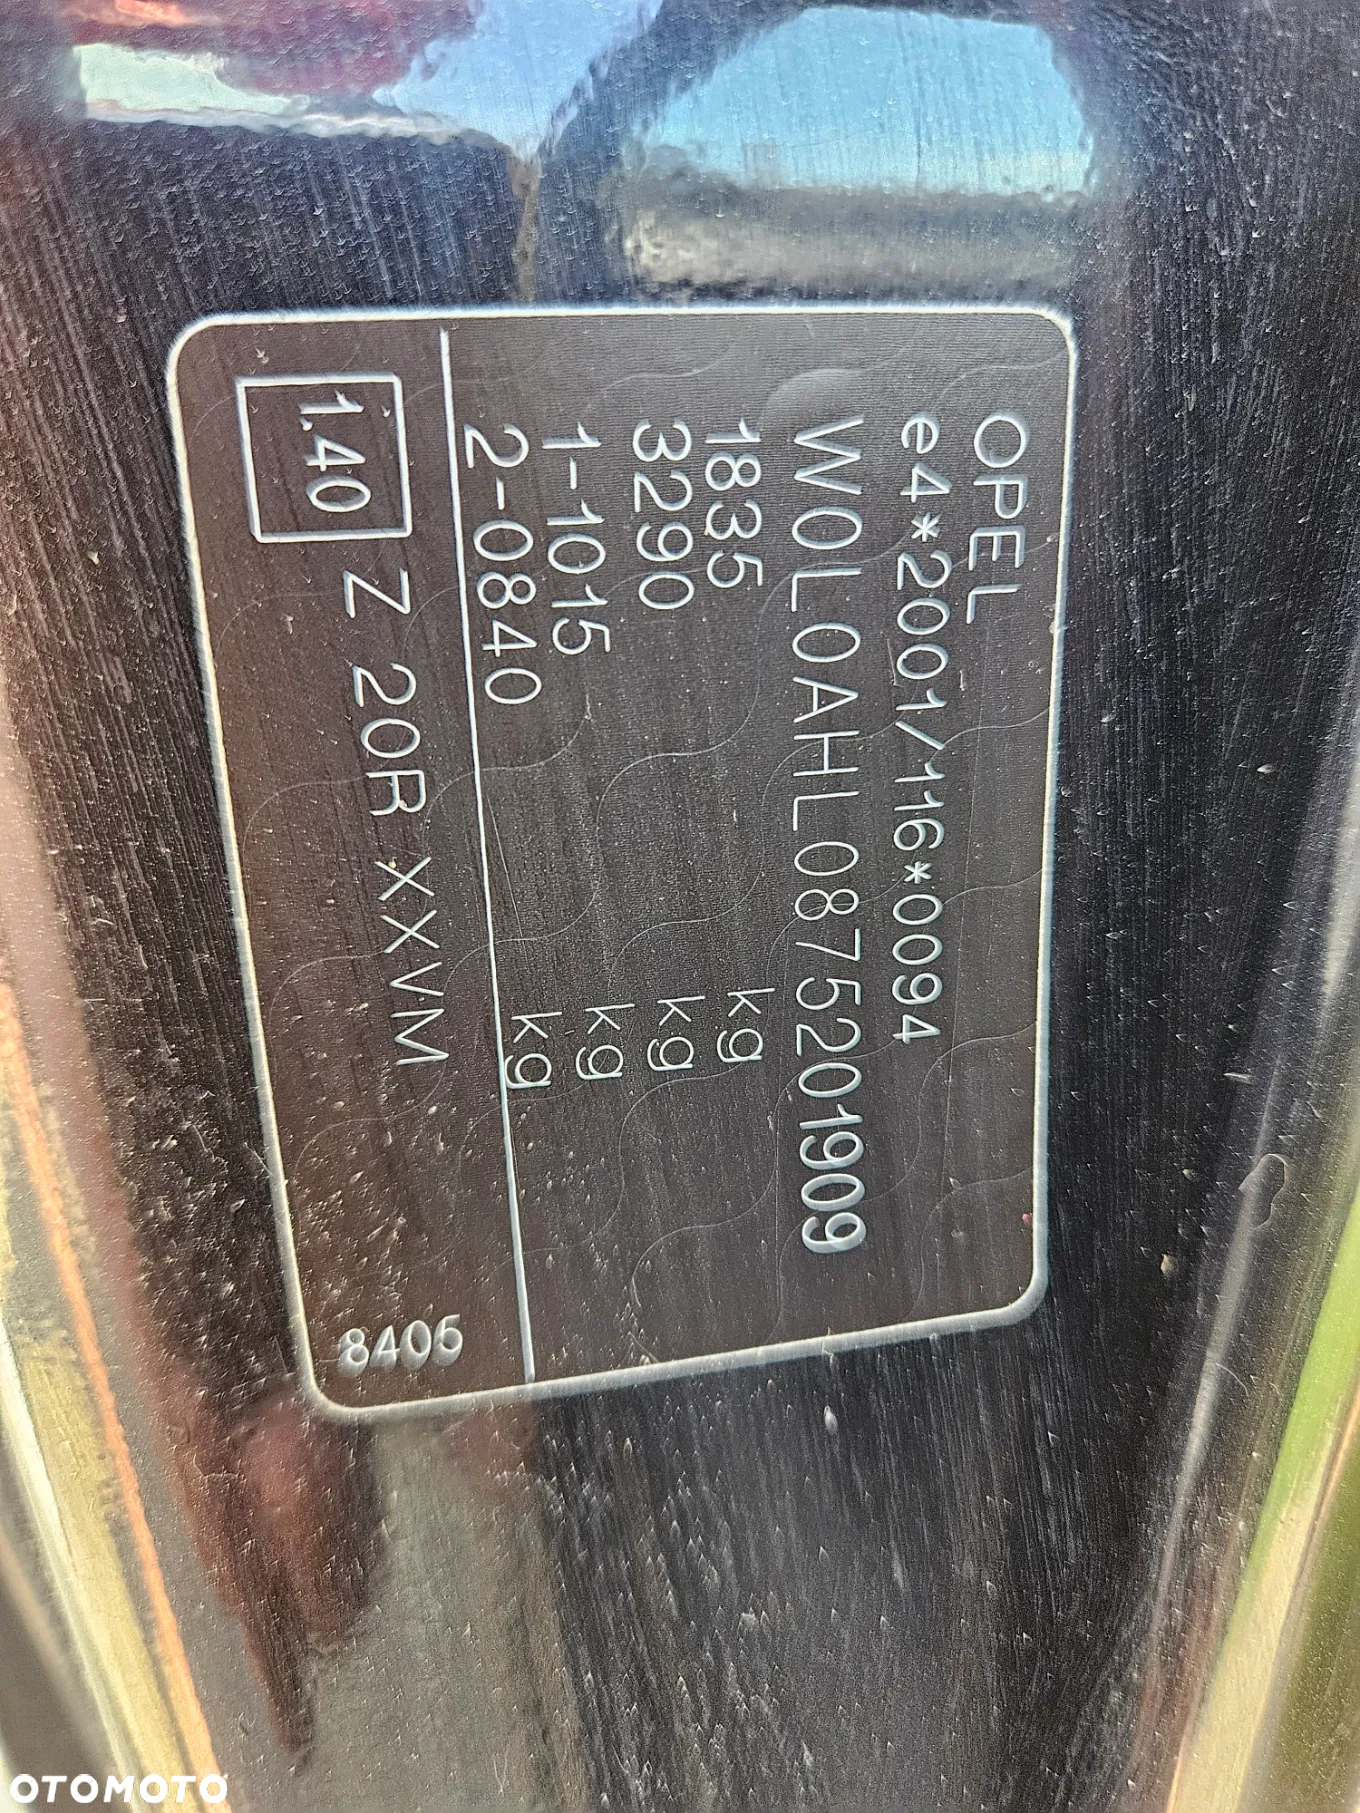 OPEL
e4*2001/116*0094
W0L0AHL0875201909
1835 kg
3290 kg
1-1015 kg
2-0840 kg
1.40 Z 20R XXVM
8405
OTOMOTO